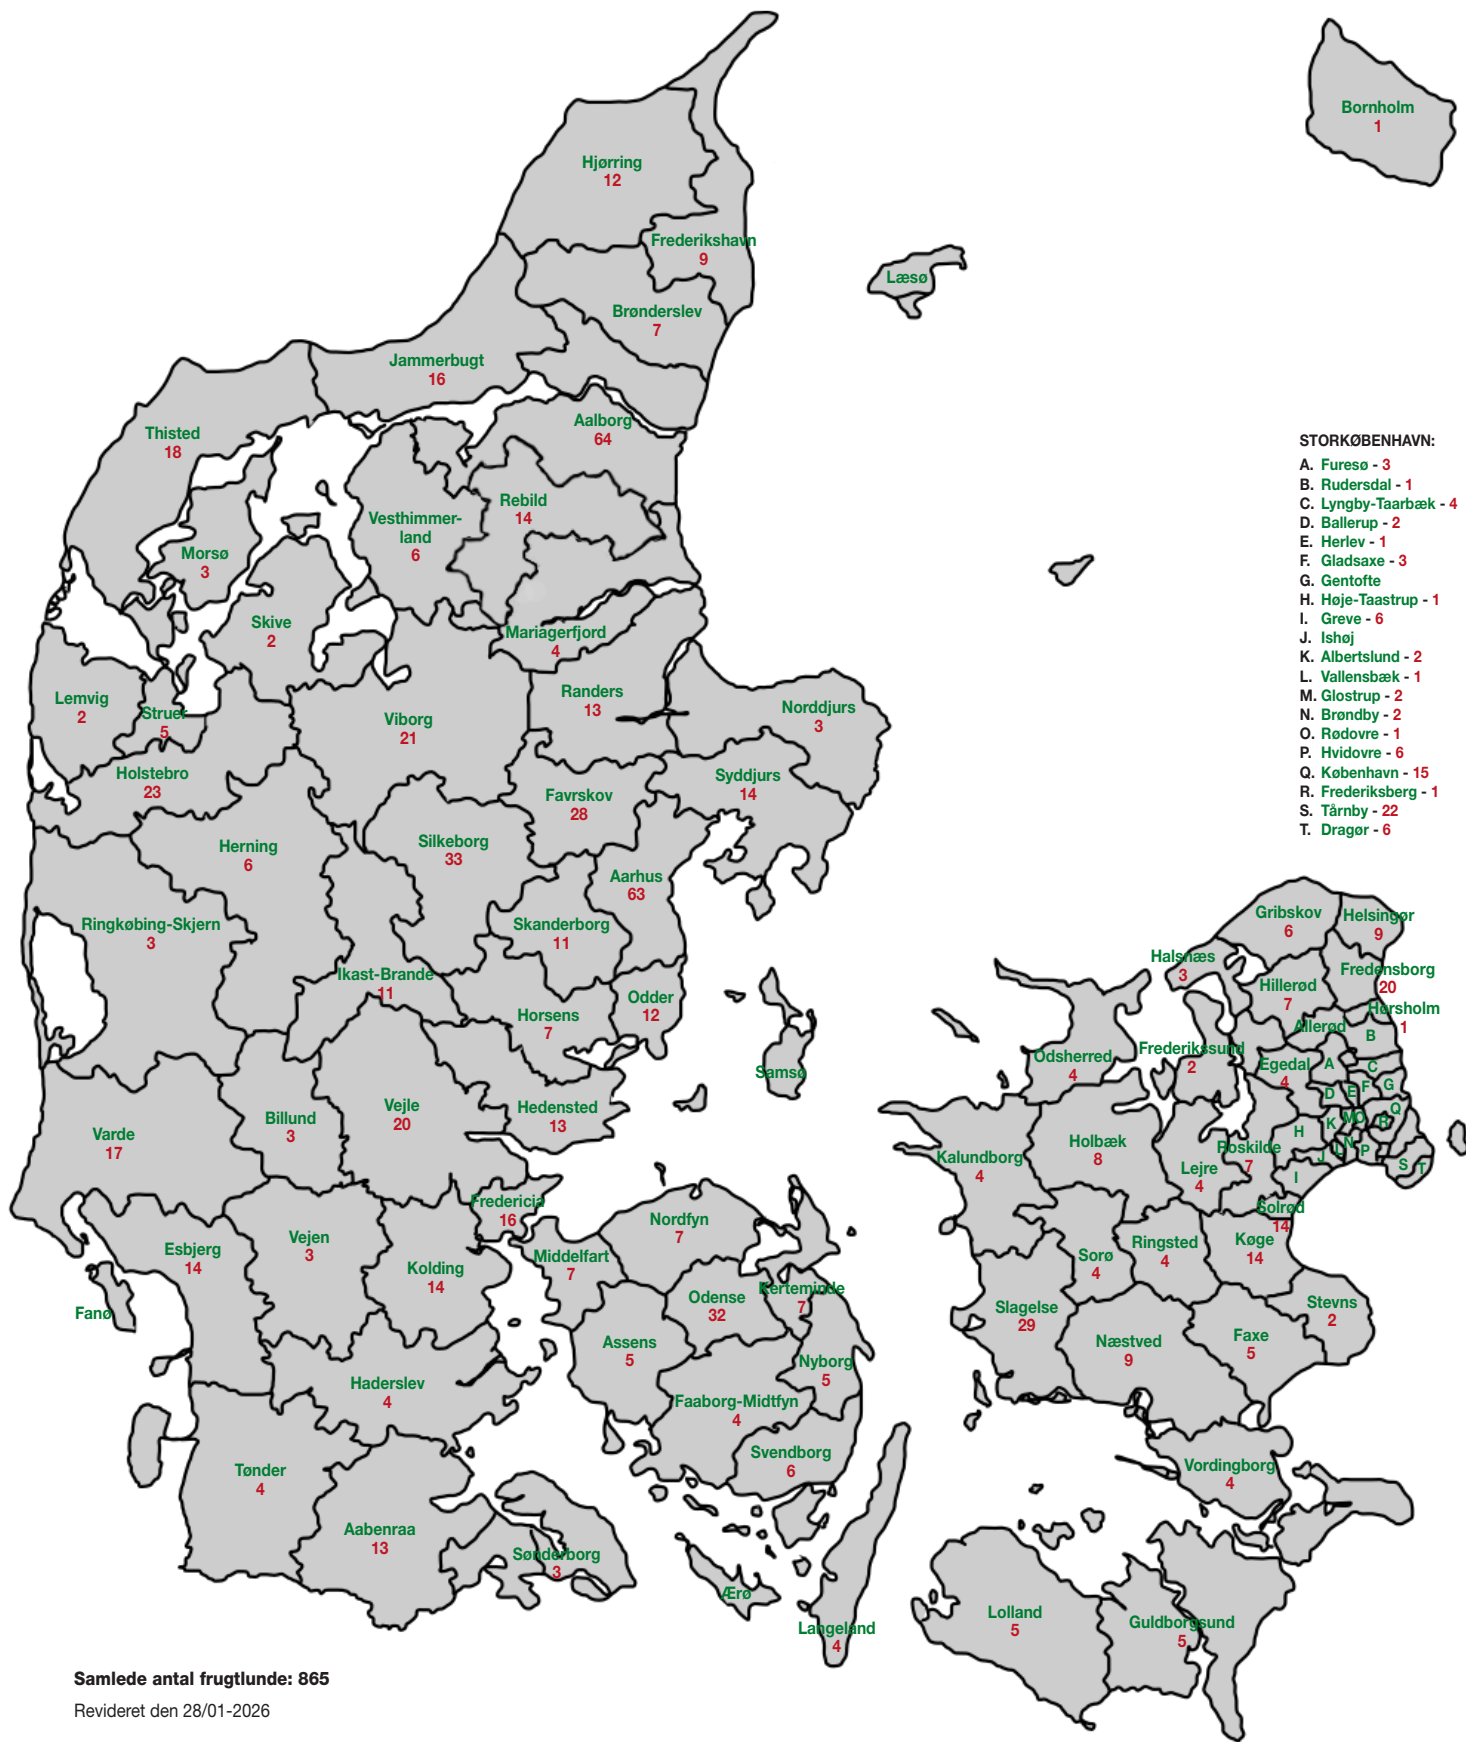 Bornholm
1
Hjørring
12
Frederikshavn
9
Læsø
Brønderslev
7
Jammerbugt
16
Aalborg
64
Thisted
18
STORKØBENHAVN:
A. Furesø - 3
B. Rudersdal - 1
C. Lyngby-Taarbæk - 4
D. Ballerup - 2
E. Herlev - 1
F. Gladsaxe - 3
G. Gentofte
H. Høje-Taastrup - 1
I. Greve - 6
J. Ishøj
K. Albertslund - 2
L. Vallensbæk - 1
M. Glostrup - 2
N. Brøndby - 2
O. Rødovre - 1
P. Hvidovre - 6
Q. København - 15
R. Frederiksberg - 1
S. Tårnby - 22
T. Dragør - 6
Rebild
14
Vesthimmer-
land
6
Morsø
3
Skive
2
Mariagerfjord
4
Lemvig
2
Struer
5
Viborg
21
Randers
13
Norddjurs
3
Holstebro
23
Syddjurs
14
Favrskov
28
Herning
6
Silkeborg
33
Aarhus
63
Ringkøbing-Skjern
3
Skanderborg
11
Ikast-Brande
11
Horsens
7
Odder
12
Samsø
Gribskov
6
Helsingør
9
Halsnæs
3
Fredensborg
20
Hillerød
7
Hørsholm
1
Allerød
B
Odsherred
4
Frederikssund
2
Egedal
4
A
C
D
E
F
G
Q
H
K
M
O
R
N
L
P
J
I
S
T
Varde
17
Billund
3
Vejle
20
Hedensted
13
Kalundborg
4
Holbæk
8
Lejre
4
Roskilde
7
Solrød
14
Fredericia
16
Nordfyn
7
Esbjerg
14
Vejen
3
Kolding
14
Middelfart
7
Sorø
4
Ringsted
4
Køge
14
Fanø
Odense
32
Kerteminde
7
Slagelse
29
Stevns
2
Assens
5
Nyborg
5
Næstved
9
Faxe
5
Haderslev
4
Faaborg-Midtfyn
4
Svendborg
6
Tønder
4
Vordingborg
4
Aabenraa
13
Sønderborg
3
Ærø
Langeland
4
Lolland
5
Guldborgsund
5
Samlede antal frugtlunde: 865
Revideret den 28/01-2026